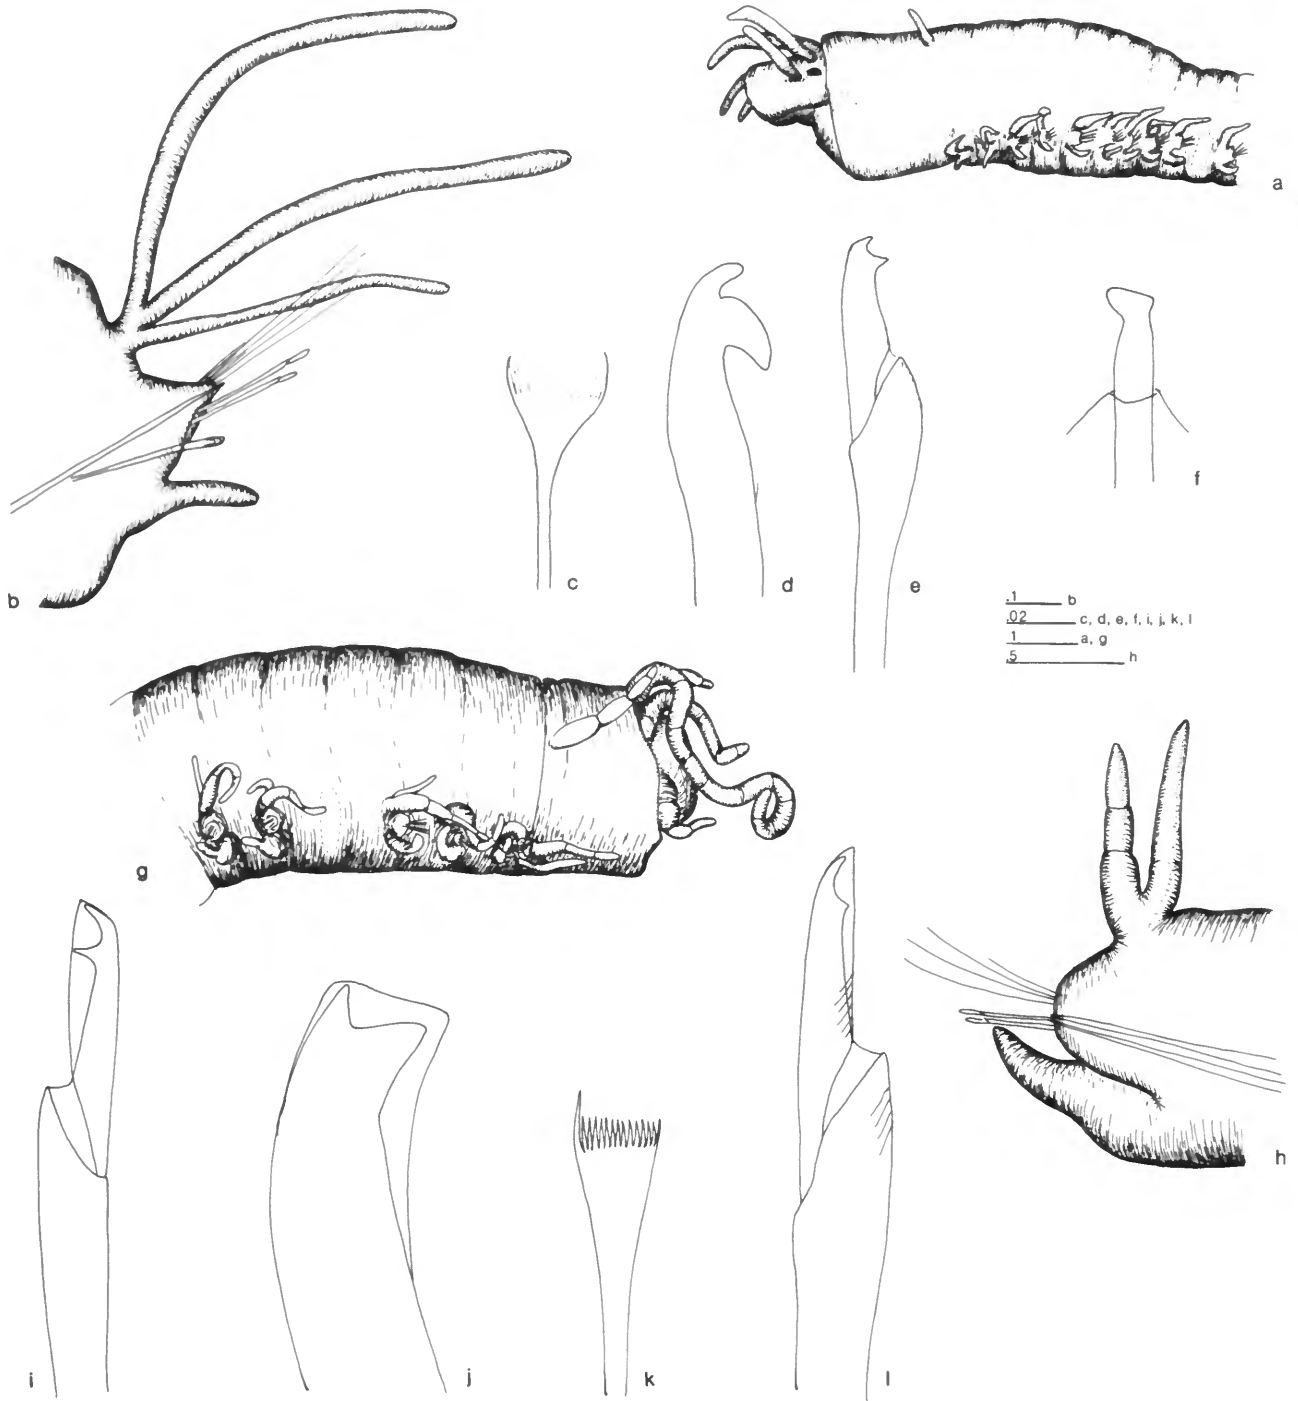 a
b
c
d
e
f
.1 b
.02 c, d, e, f, i, j, k, l
1 a, g
.5 h
g
h
i
j
k
l